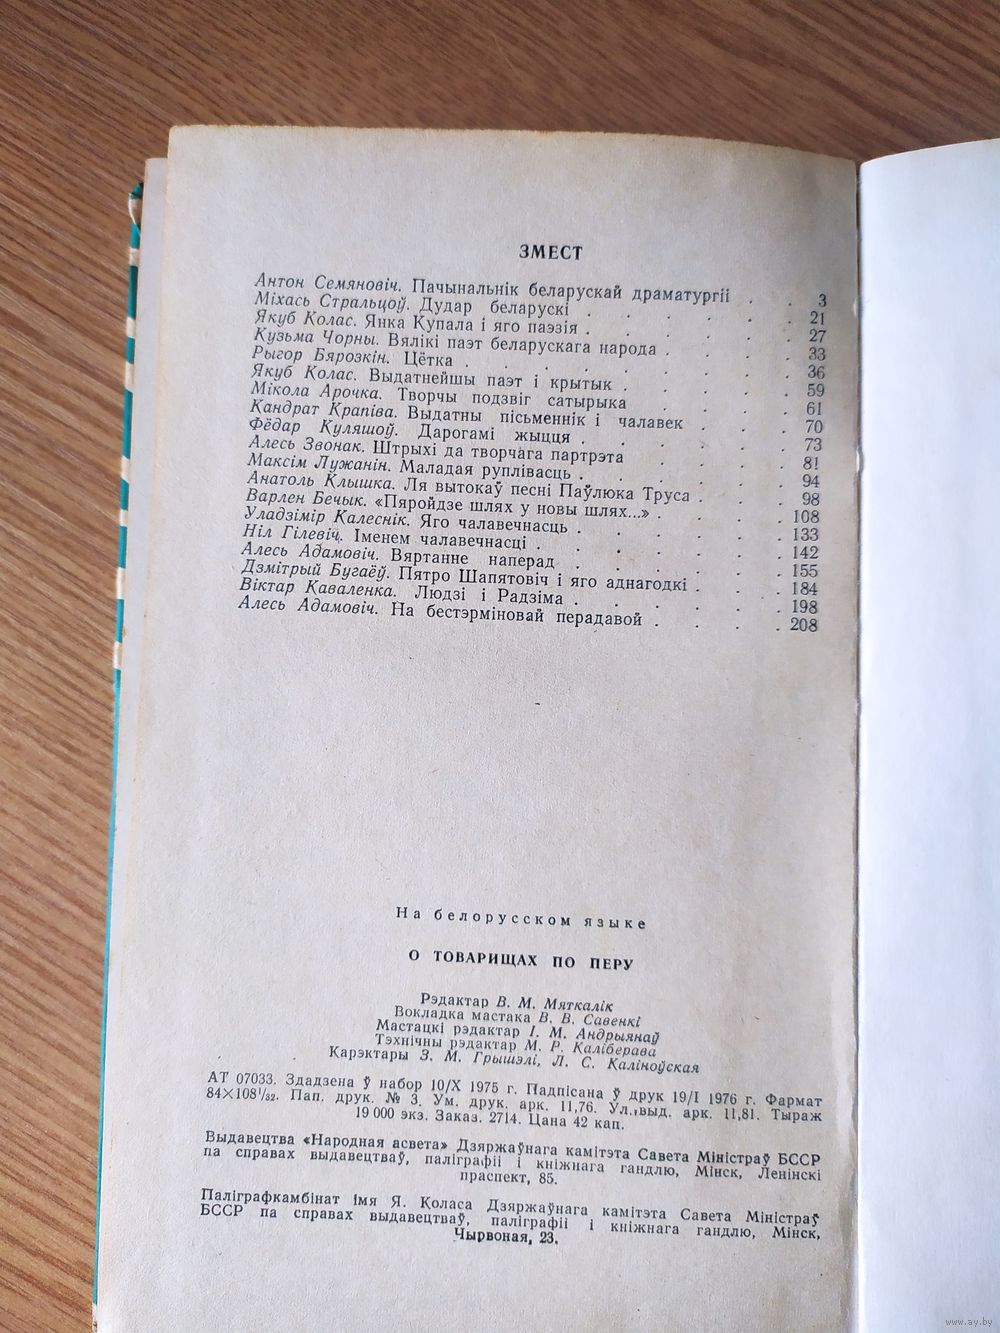 ЗМЕСТ
Антон Семяновіч. Пачынальнік беларускай драматургіі . . 3
Міхась Стральцоў. Дудар беларускі . . . . . . 21
Якуб Колас. Янка Купала і яго паэзія . . . . . . 27
Кузьма Чорны. Вялікі паэт беларускага народа . . . . 33
Рыгор Бярозкін. Цётка . . . . . . . . 36
Якуб Колас. Выдатнейшы паэт і крытык . . . . . 59
Мікола Арочка. Творчы подзвіг сатырыка . . . . 61
Кандрат Крапіва. Выдатны пісьменнік і чалавек . . . 70
Фёдар Куляшоў. Дарогамі жыцця . . . . . 73
Алесь Звонак. Штрыхі да творчага партрэта . . . . 81
Максім Лужанін. Маладая руплівасць . . . . . 94
Анатоль Клышка. Ля вытокаў песні Паўлюка Труса . . . 98
Варлен Бечык. «Пяройдзе шлях у новы шлях...» . . . . 108
Уладзімір Калеснік. Яго чалавечнасць . . . . . 133
Ніл Гілевіч. Іменем чалавечнасці . . . . . . 142
Алесь Адамовіч. Вяртанне наперад . . . . . 155
Дзмітрый Бугаёў. Пятро Шапятовіч і яго аднагодкі . . . 184
Віктар Каваленка. Людзі і Радзіма . . . . . 198
Алесь Адамовіч. На бестэрміновай перадавой . . . . 208
На белорусском языке
О ТОВАРИЩАХ ПО ПЕРУ
Рэдактар В. М. Мяткалік
Вокладка мастака В. В. Савенкі
Мастацкі рэдактар І. М. Андрыянаў
Тэхнічны рэдактар М. Р. Каліберава
Карэктары З. М. Грышэлі, Л. С. Каліноўская
АТ 07033. Здадзена ў набор 10/X 1975 г. Падпісана ў друк 19/I 1976 г. Фармат
84×108¹/₃₂. Пап. друк. № 3. Ум. друк. арк. 11,76. Ул.-выд. арк. 11,81. Тыраж
19 000 экз. Заказ. 2714. Цана 42 кап.
Выдавецтва «Народная асвета» Дзяржаўнага камітэта Савета Міністраў БССР
па справах выдавецтваў, паліграфіі і кніжнага гандлю, Мінск, Ленінскі
праспект, 85.
Паліграфкамбінат імя Я. Коласа Дзяржаўнага камітэта Савета Міністраў
БССР па справах выдавецтваў, паліграфіі і кніжнага гандлю, Мінск,
Чырвоная, 23.
www.ay.by